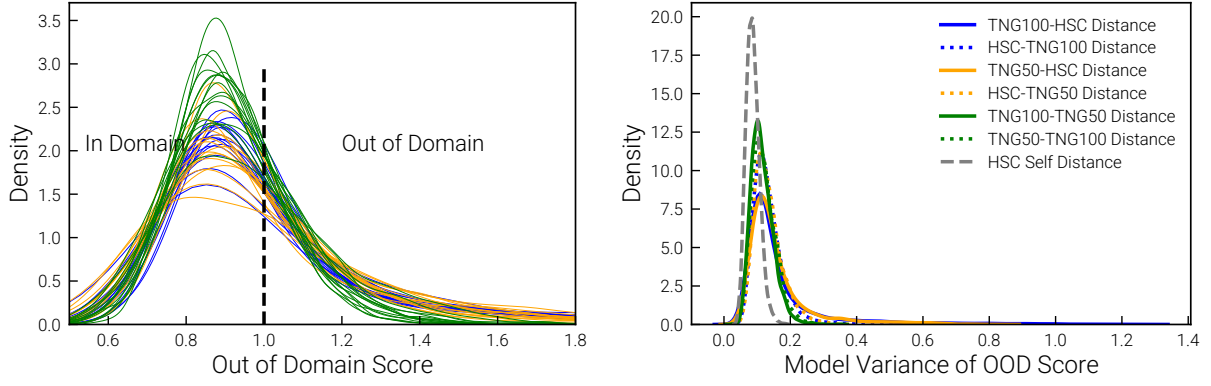 3.5
3.0
2.5
2.0
1.5
1.0
0.5
0.0
Density
In Domain
Out of Domain
0.6 0.8 1.0 1.2 1.4 1.6 1.8
Out of Domain Score
20.0
17.5
15.0
12.5
10.0
7.5
5.0
2.5
0.0
Density
TNG100-HSC Distance
HSC-TNG100 Distance
TNG50-HSC Distance
HSC-TNG50 Distance
TNG100-TNG50 Distance
TNG50-TNG100 Distance
HSC Self Distance
0.0 0.2 0.4 0.6 0.8 1.0 1.2 1.4
Model Variance of OOD Score